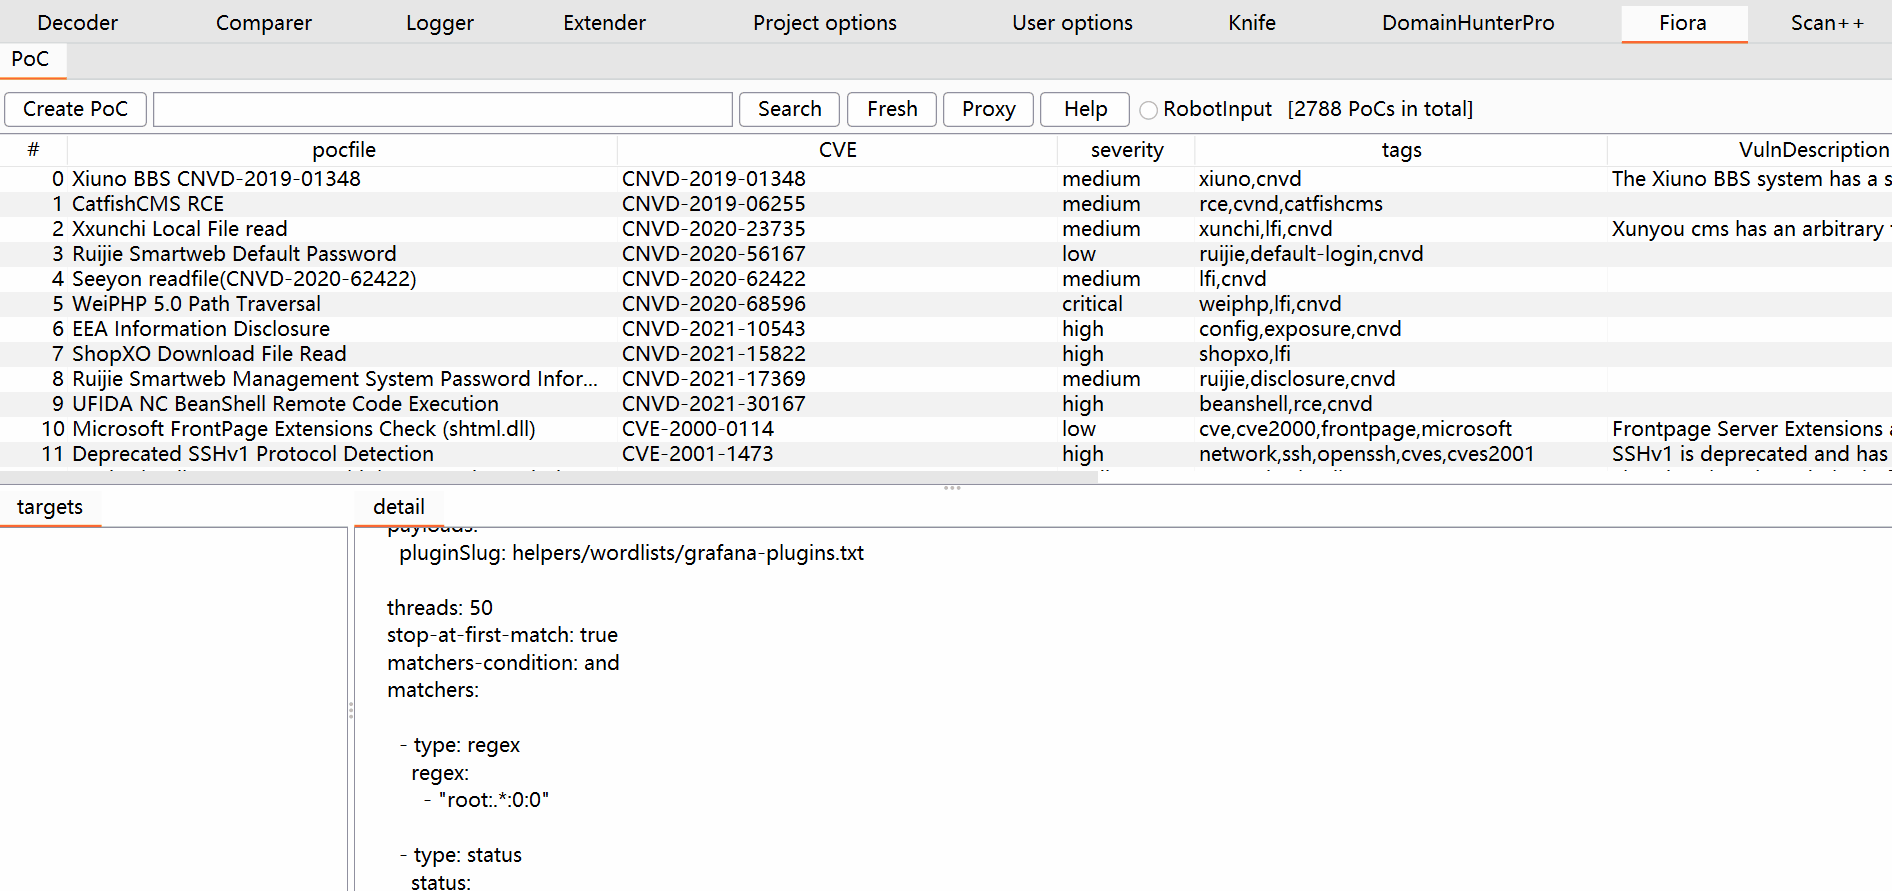 Decoder Comparer Logger Extender Project options User options Knife DomainHunterPro Fiora Scan++
PoC
Create PoC Search Fresh Proxy Help RobotInput [2788 PoCs in total]
# pocfile CVE severity tags VulnDescription
0 Xiuno BBS CNVD-2019-01348 CNVD-2019-01348 medium xiuno,cnvd The Xiuno BBS system has a s
1 CatfishCMS RCE CNVD-2019-06255 medium rce,cvnd,catfishcms
2 Xxunchi Local File read CNVD-2020-23735 medium xunchi,lfi,cnvd Xunyou cms has an arbitrary
3 Ruijie Smartweb Default Password CNVD-2020-56167 low ruijie,default-login,cnvd
4 Seeyon readfile(CNVD-2020-62422) CNVD-2020-62422 medium lfi,cnvd
5 WeiPHP 5.0 Path Traversal CNVD-2020-68596 critical weiphp,lfi,cnvd
6 EEA Information Disclosure CNVD-2021-10543 high config,exposure,cnvd
7 ShopXO Download File Read CNVD-2021-15822 high shopxo,lfi
8 Ruijie Smartweb Management System Password Infor... CNVD-2021-17369 medium ruijie,disclosure,cnvd
9 UFIDA NC BeanShell Remote Code Execution CNVD-2021-30167 high beanshell,rce,cnvd
10 Microsoft FrontPage Extensions Check (shtml.dll) CVE-2000-0114 low cve,cve2000,frontpage,microsoft Frontpage Server Extensions a
11 Deprecated SSHv1 Protocol Detection CVE-2001-1473 high network,ssh,openssh,cves,cves2001 SSHv1 is deprecated and has
targets detail
payloads:
pluginSlug: helpers/wordlists/grafana-plugins.txt
threads: 50
stop-at-first-match: true
matchers-condition: and
matchers:
- type: regex
regex:
- "root:.*:0:0"
- type: status
status: